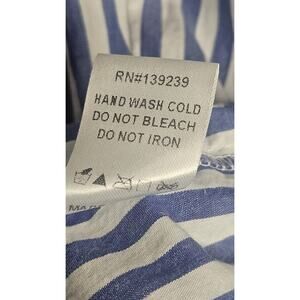 RN#139239
HAND WASH COLD
DO NOT BLEACH
DO NOT IRON